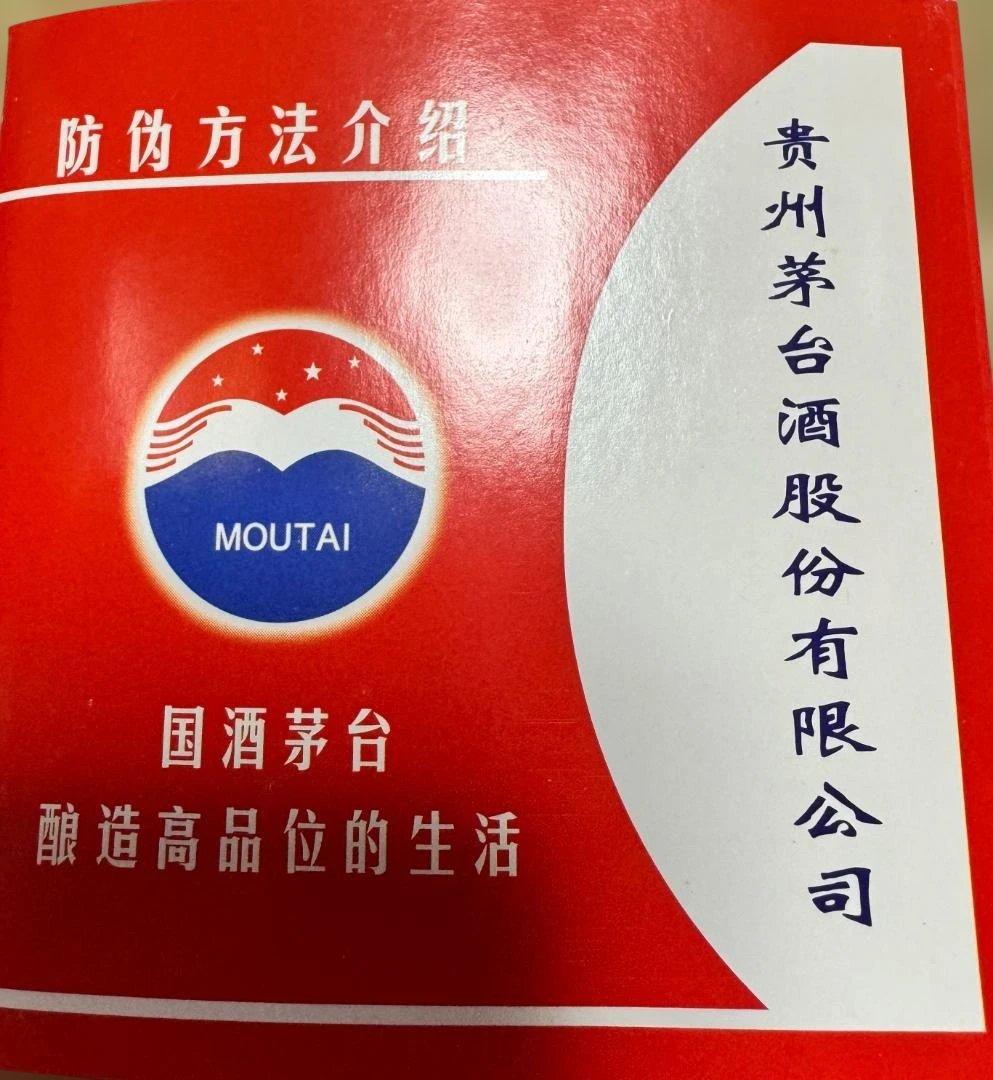 防伪方法介绍
MOUTAI
国酒茅台
酿造高品位的生活
贵州茅台酒股份有限公司